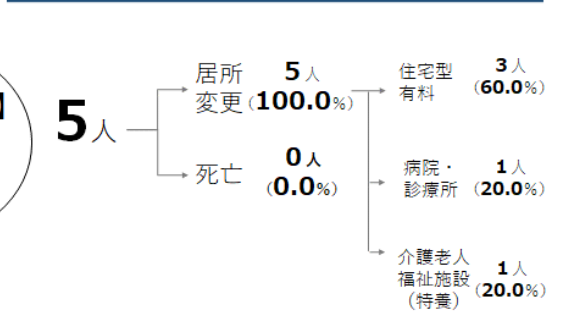 5人
居所 5人
変更(100.0%)
死亡 0人
(0.0%)
住宅型 3人
有料 (60.0%)
病院・ 1人
診療所 (20.0%)
介護老人
福祉施設 1人
(特養) (20.0%)